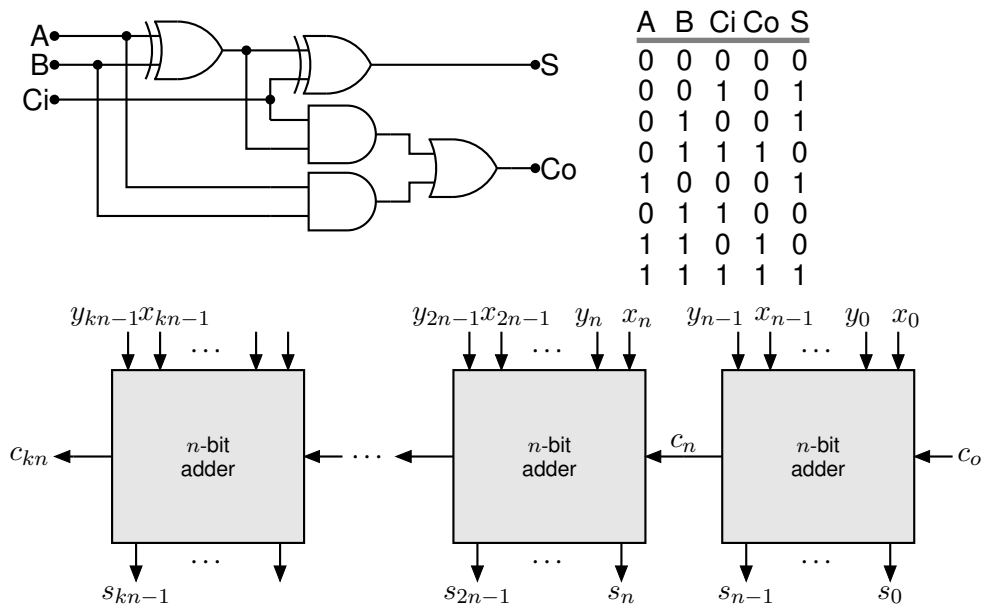 A
B
Ci
S
Co
A B Ci Co S
0 0 0 0 0
0 0 1 0 1
0 1 0 0 1
0 1 1 1 0
1 0 0 0 1
0 1 1 0 0
1 1 0 1 0
1 1 1 1 1
y_{kn-1} x_{kn-1} ... y_{2n-1} x_{2n-1} ... y_n x_n y_{n-1} x_{n-1} ... y_0 x_0
n-bit adder
n-bit adder
n-bit adder
c_{kn} ... c_n c_o
s_{kn-1} ... s_{2n-1} ... s_n s_{n-1} ... s_0